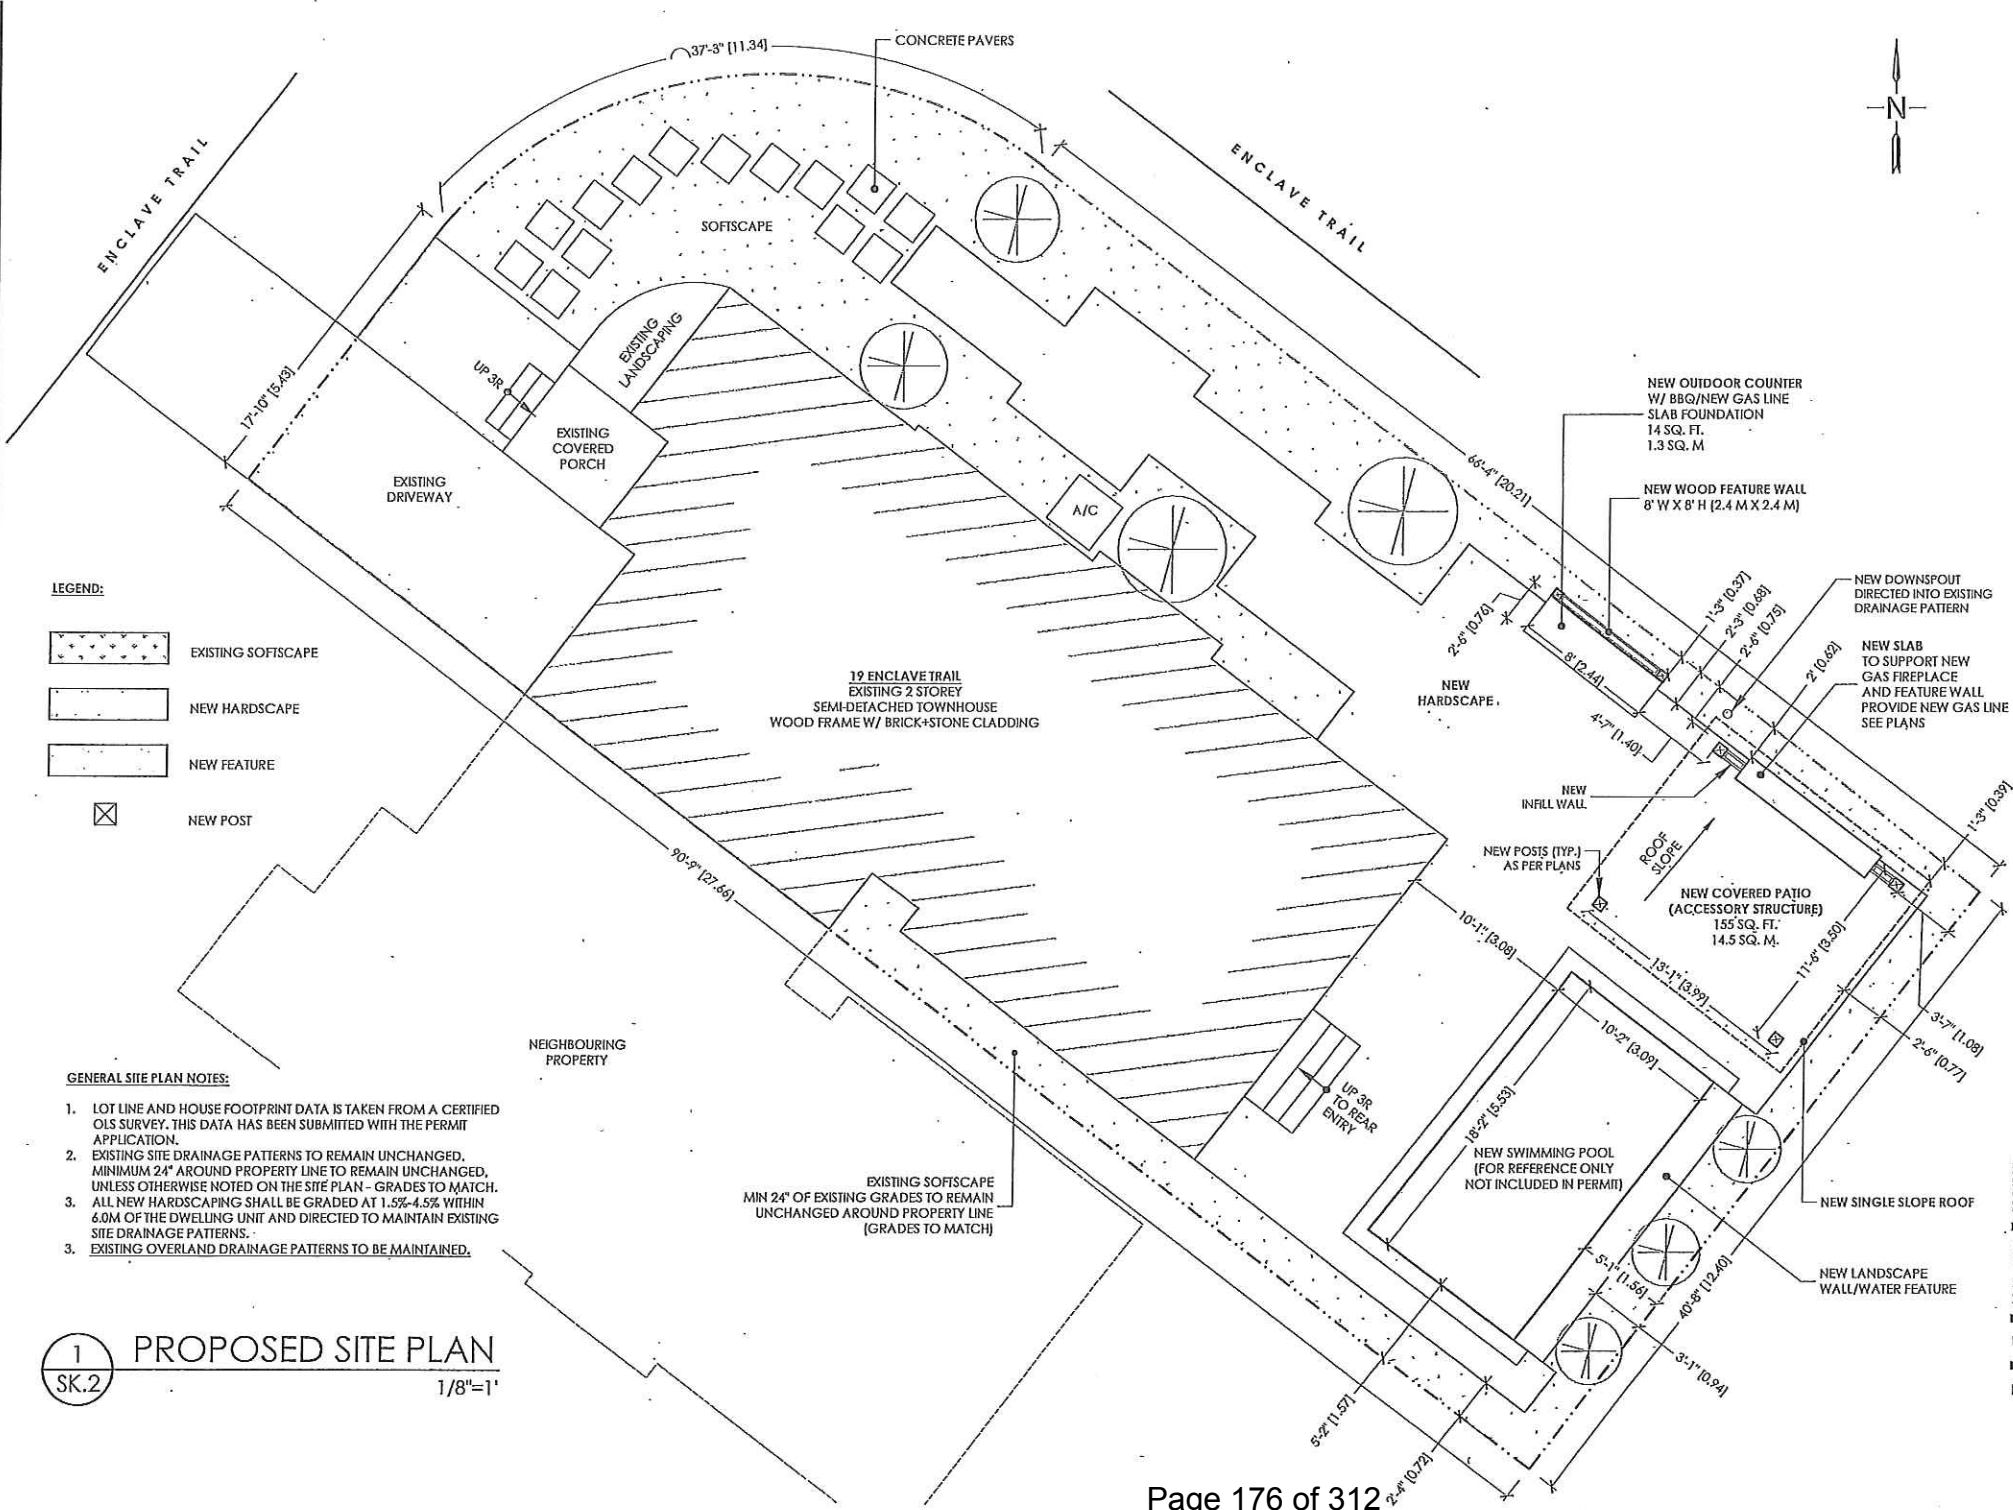 37'-3" [11.34]
CONCRETE PAVERS
N
ENCLAVE TRAIL
ENCLAVE TRAIL
SOFTSCAPE
EXISTING
LANDSCAPING
UP 3R
17'-10" [5.43]
EXISTING
COVERED
PORCH
EXISTING
DRIVEWAY
A/C
66'-4" [20.21]
NEW OUTDOOR COUNTER
W/ BBQ/NEW GAS LINE
SLAB FOUNDATION
14 SQ. FT.
1.3 SQ. M
NEW WOOD FEATURE WALL
8' W X 8' H (2.4 M X 2.4 M)
NEW DOWNSPOUT
DIRECTED INTO EXISTING
DRAINAGE PATTERN
1'-3" [0.37]
2'-3" [0.68]
2'-6" [0.75]
2' [0.62]
2'-6" [0.76]
8' [2.44]
4'-7" [1.40]
NEW SLAB
TO SUPPORT NEW
GAS FIREPLACE
AND FEATURE WALL
PROVIDE NEW GAS LINE
SEE PLANS
LEGEND:
EXISTING SOFTSCAPE
NEW HARDSCAPE
NEW FEATURE
NEW POST
19 ENCLAVE TRAIL
EXISTING 2 STOREY
SEMI-DETACHED TOWNHOUSE
WOOD FRAME W/ BRICK+STONE CLADDING
NEW
HARDSCAPE
NEW
INFILL WALL
NEW POSTS (TYP.)
AS PER PLANS
ROOF
SLOPE
1'-3" [0.39]
NEW COVERED PATIO
(ACCESSORY STRUCTURE)
155 SQ. FT.
14.5 SQ. M.
90'-9" [27.66]
10'-1" [3.08]
13'-1" [3.99]
11'-6" [3.50]
3'-7" [1.08]
2'-6" [0.77]
10'-2" [3.09]
18'-2" [5.53]
NEIGHBOURING
PROPERTY
UP 3R
TO REAR
ENTRY
NEW SWIMMING POOL
(FOR REFERENCE ONLY
NOT INCLUDED IN PERMIT)
NEW SINGLE SLOPE ROOF
NEW LANDSCAPE
WALL/WATER FEATURE
EXISTING SOFTSCAPE
MIN 24" OF EXISTING GRADES TO REMAIN
UNCHANGED AROUND PROPERTY LINE
(GRADES TO MATCH)
5'-1" [1.56]
40'-8" [12.40]
3'-1" [0.94]
5'-2" [1.57]
2'-4" [0.72]
GENERAL SITE PLAN NOTES:
1. LOT LINE AND HOUSE FOOTPRINT DATA IS TAKEN FROM A CERTIFIED
OLS SURVEY. THIS DATA HAS BEEN SUBMITTED WITH THE PERMIT
APPLICATION.
2. EXISTING SITE DRAINAGE PATTERNS TO REMAIN UNCHANGED.
MINIMUM 24" AROUND PROPERTY LINE TO REMAIN UNCHANGED,
UNLESS OTHERWISE NOTED ON THE SITE PLAN - GRADES TO MATCH.
3. ALL NEW HARDSCAPING SHALL BE GRADED AT 1.5%-4.5% WITHIN
6.0M OF THE DWELLING UNIT AND DIRECTED TO MAINTAIN EXISTING
SITE DRAINAGE PATTERNS.
3. EXISTING OVERLAND DRAINAGE PATTERNS TO BE MAINTAINED.
1
SK.2
PROPOSED SITE PLAN
1/8"=1'
Page 176 of 312